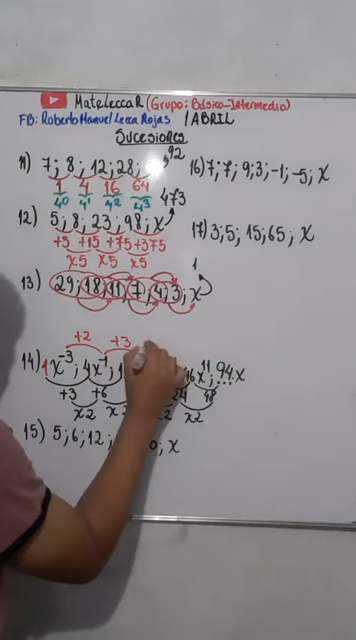 MateLeccaR (Grupo: Básico-Intermedio)
FB: Roberto Manuel Lecca Rojas / ABRIL
Sucesiones
11) 7; 8; 12; 28; 92
1 4 16 64
4⁰ 4¹ 4² 4³
12) 5; 8; 23; 98; x 473
+3 +15 +75 +375
x5 x5 x5
13) 29; 18; 11; 7; 4; 3; x 1
+2 +3
14) 1x⁻³; 4x⁻¹; 1 x¹¹; 94x
+3 +6 24 48
x2 x2 x2 x2
15) 5; 6; 12; ; x
16) 7; 7; 9; 3; -1; -5; x
17) 3; 5; 15; 65; x